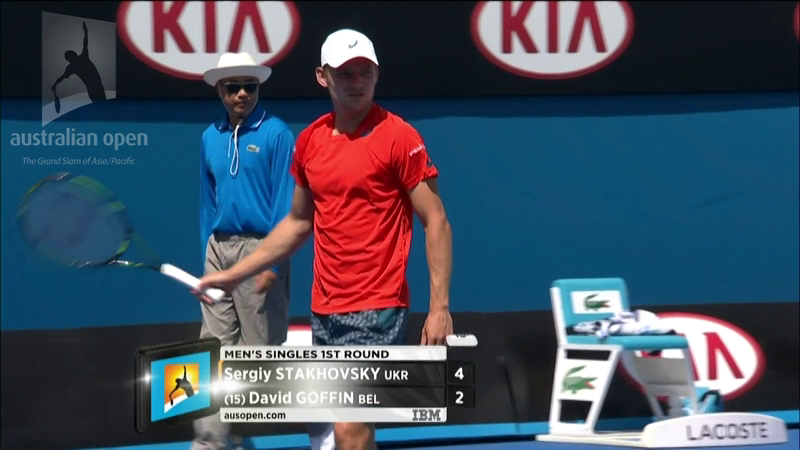 KIA
KIA
australian open
The Grand Slam of Asia/Pacific
MEN'S SINGLES 1ST ROUND
Sergiy STAKHOVSKY UKR 4
(15) David GOFFIN BEL 2
ausopen.com IBM
KIA
LACOSTE